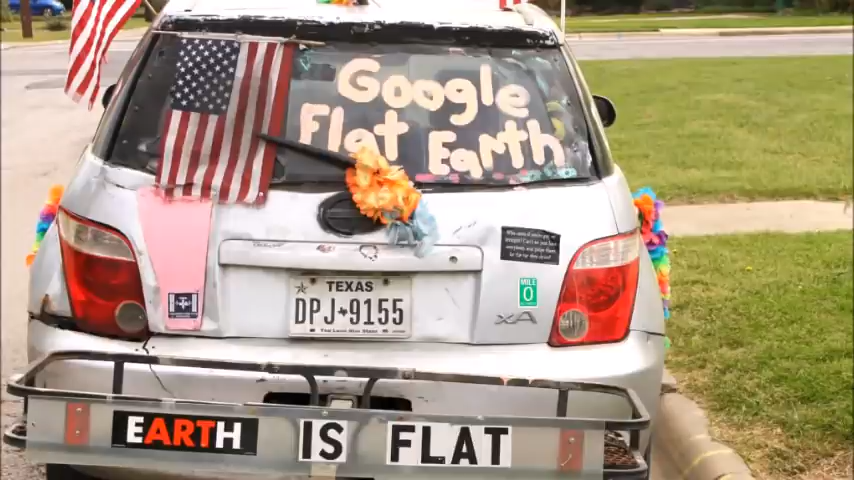 Google
Flat Earth
TEXAS
DPJ★9155
The Lone Star State
MILE
0
xA
EARTH IS FLAT